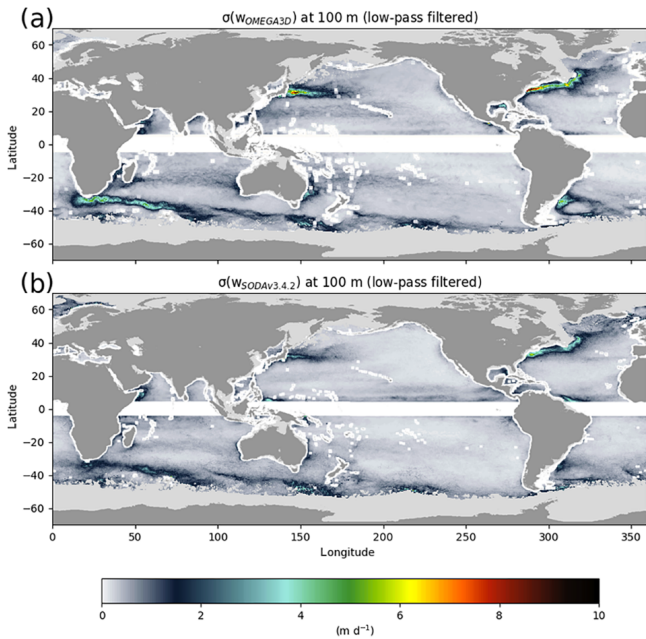 (a)
σ(w_OMEGA3D) at 100 m (low-pass filtered)
60
40
20
0
−20
−40
−60
Latitude
(b)
σ(w_SODAv3.4.2) at 100 m (low-pass filtered)
60
40
20
0
−20
−40
−60
Latitude
0 50 100 150 200 250 300 350
Longitude
0 2 4 6 8 10
(m d⁻¹)